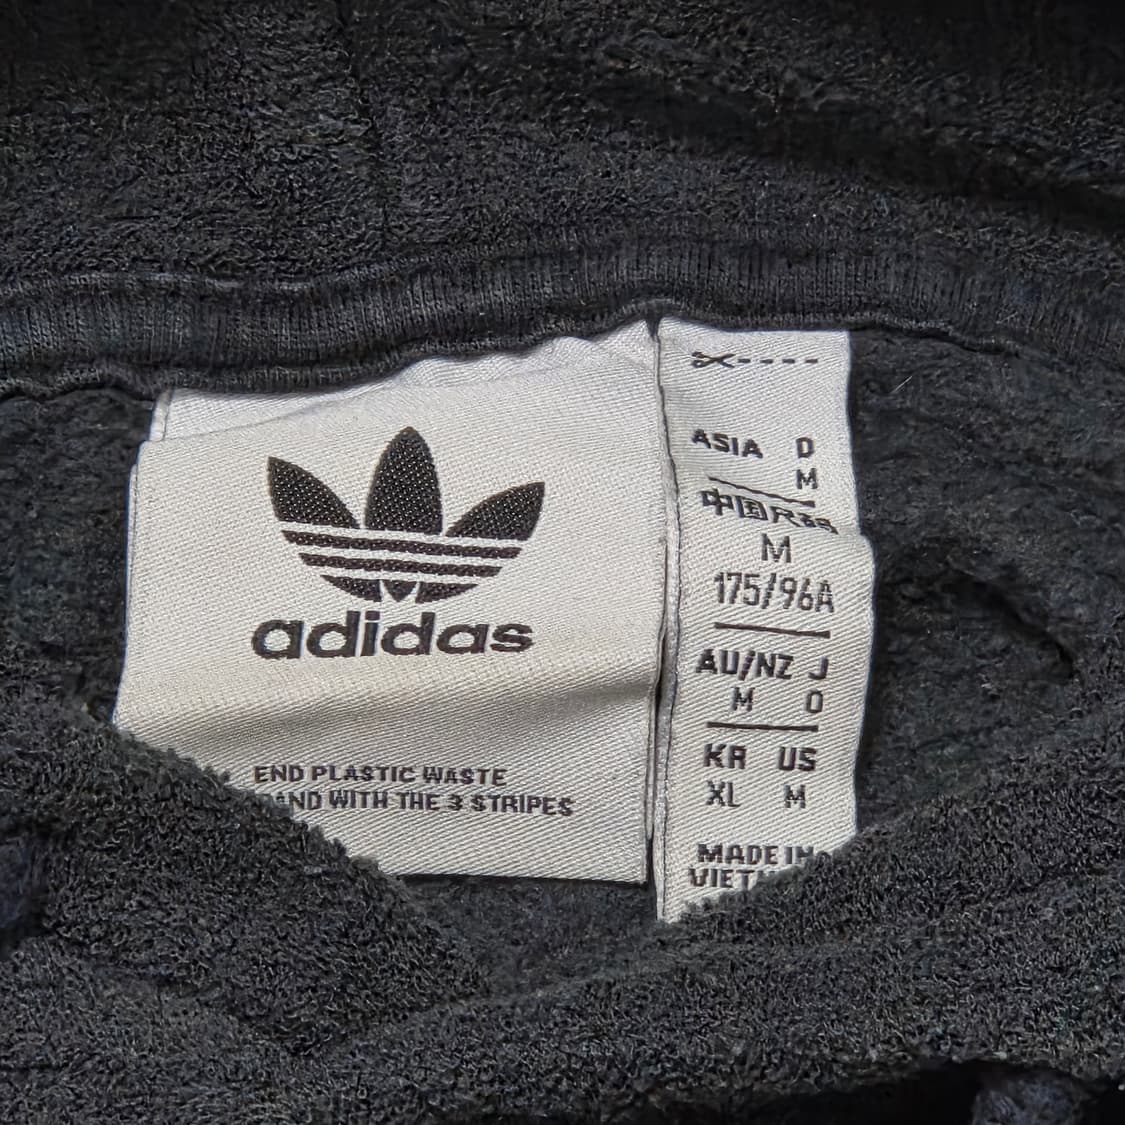 adidas
END PLASTIC WASTE
AND WITH THE 3 STRIPES
ASIA D
M
中国尺码
M
175/96A
AU/NZ J
M O
KR US
XL M
MADE IN